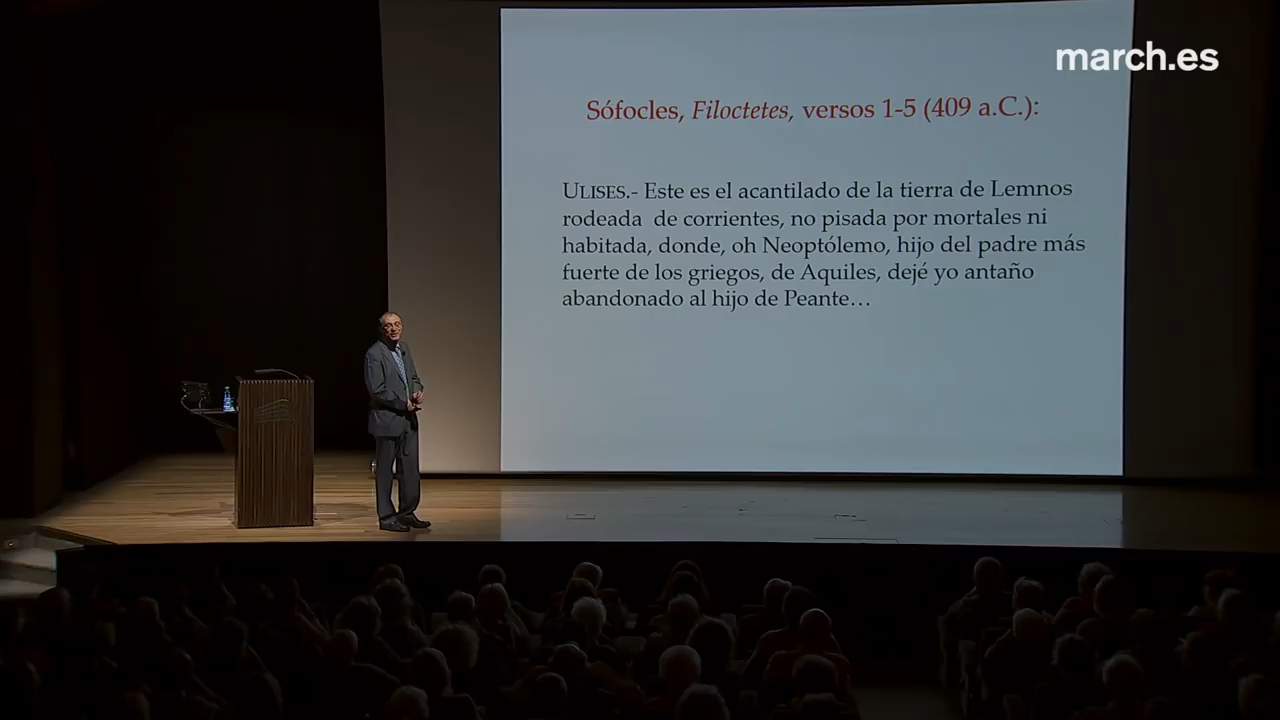 march.es
Sófocles, Filoctetes, versos 1-5 (409 a.C.):
ULISES.- Este es el acantilado de la tierra de Lemnos
rodeada de corrientes, no pisada por mortales ni
habitada, donde, oh Neoptólemo, hijo del padre más
fuerte de los griegos, de Aquiles, dejé yo antaño
abandonado al hijo de Peante…